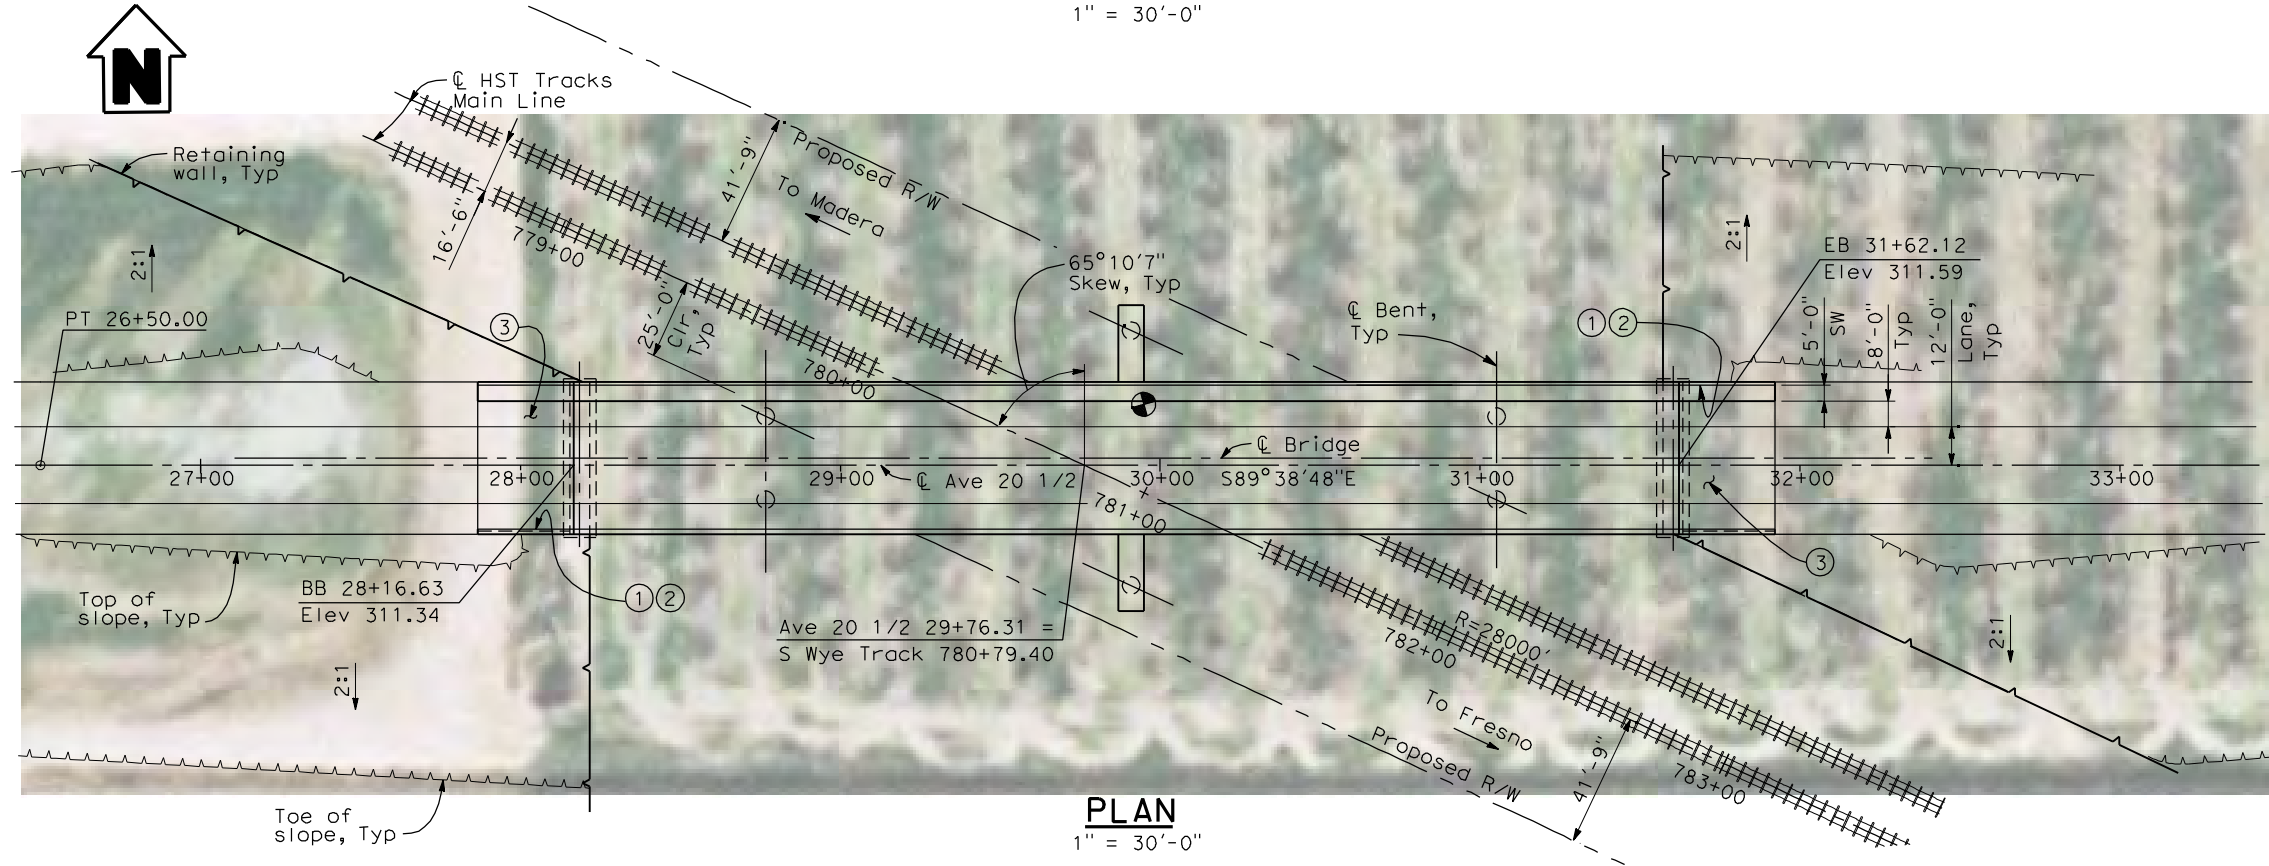 1" = 30'-0"
N
℄ HST Tracks
Main Line
Retaining
wall, Typ
41'-9"
Proposed R/W
To Madera
16'-6"
779+00
2:1
65°10'7"
Skew, Typ
2:1
EB 31+62.12
Elev 311.59
PT 26+50.00
3
25'-0"
Clr,
Typ
℄ Bent,
Typ
1 2
5'-0"
SW
8'-0"
Typ
12'-0"
Lane,
Typ
780+00
℄ Bridge
27+00
28+00
29+00
℄ Ave 20 1/2
30+00
S89°38'48"E
31+00
32+00
33+00
781+00
3
BB 28+16.63
Elev 311.34
1 2
Top of
slope, Typ
Ave 20 1/2 29+76.31 =
S Wye Track 780+79.40
R=28000'
782+00
2:1
2:1
To Fresno
Proposed R/W
41'-9"
783+00
Toe of
slope, Typ
PLAN
1" = 30'-0"